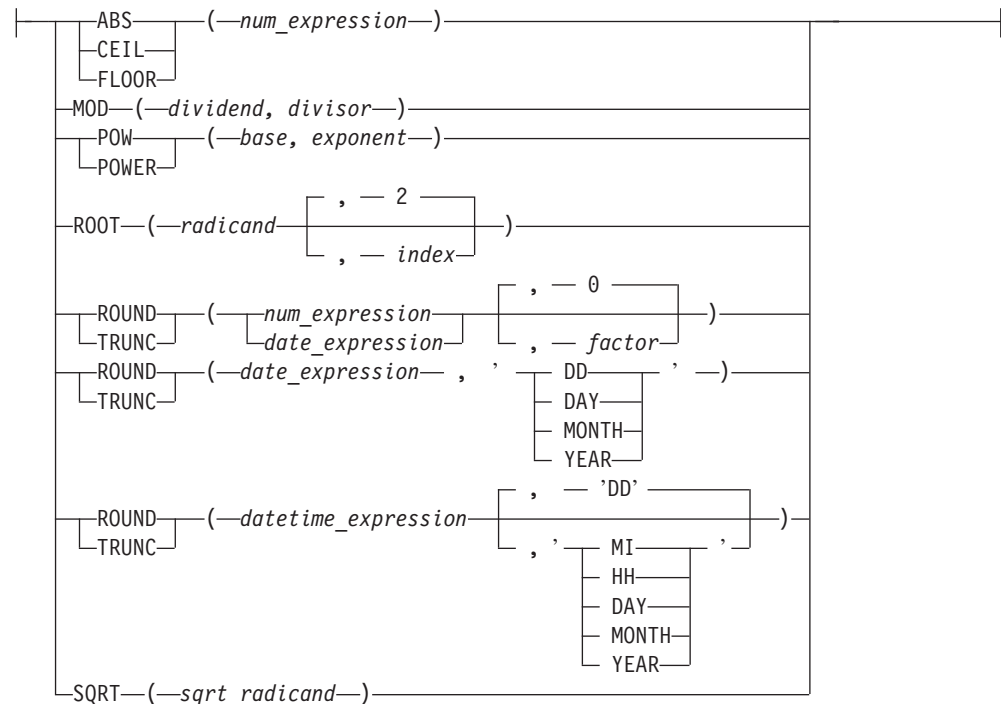 ABS ( num_expression )
CEIL
FLOOR
MOD ( dividend, divisor )
POW ( base, exponent )
POWER
, 2
ROOT ( radicand )
, index
, 0
ROUND ( num_expression )
TRUNC date_expression , factor
ROUND ( date_expression , ' DD ' )
TRUNC DAY
MONTH
YEAR
, 'DD'
ROUND ( datetime_expression )
TRUNC , ' MI '
HH
DAY
MONTH
YEAR
SQRT ( sqrt_radicand )